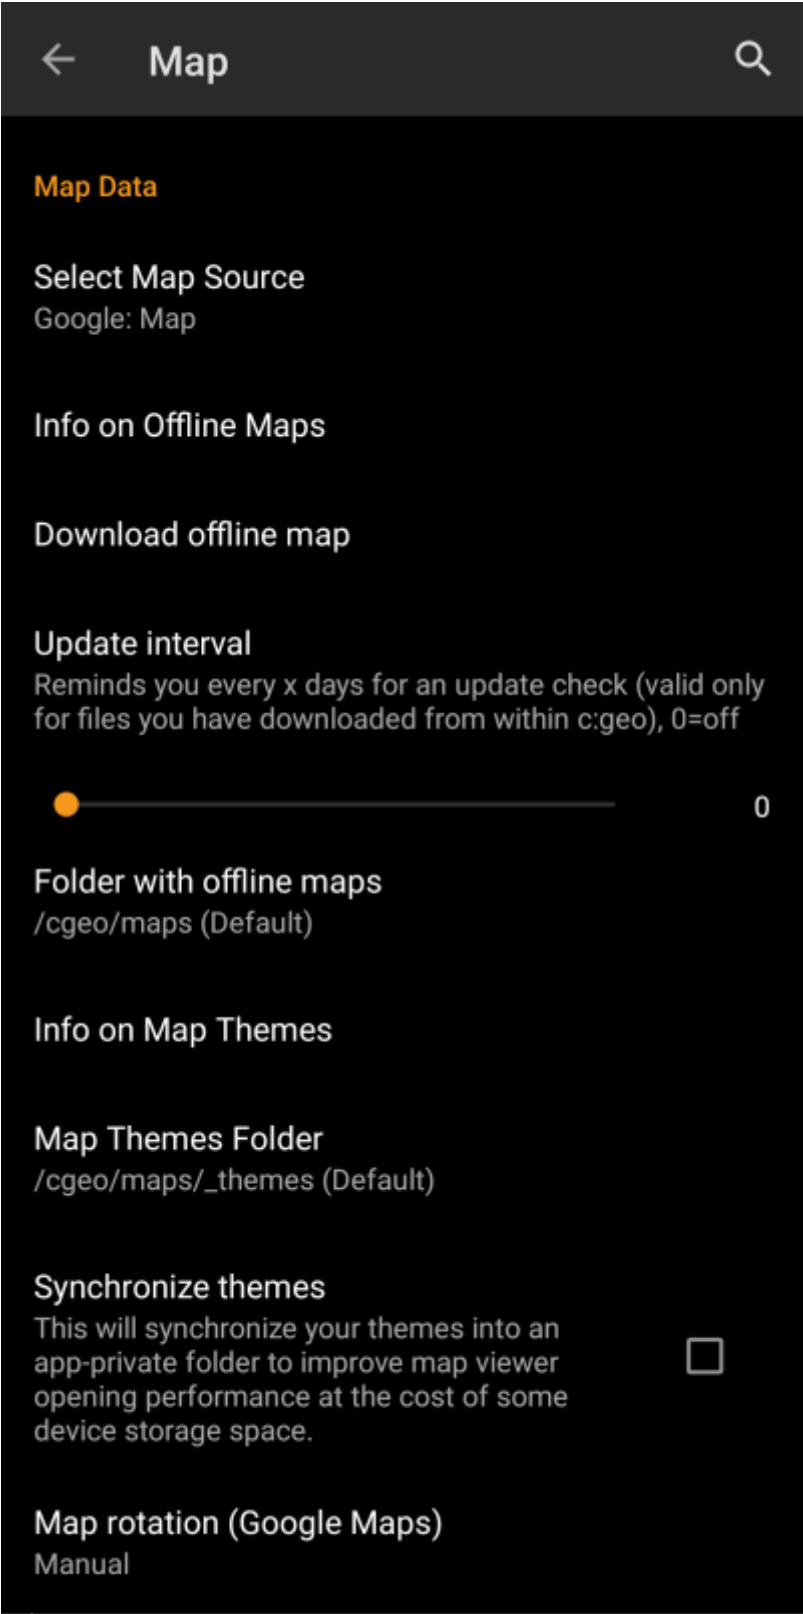 Map
Map Data
Select Map Source
Google: Map
Info on Offline Maps
Download offline map
Update interval
Reminds you every x days for an update check (valid only
for files you have downloaded from within c:geo), 0=off
0
Folder with offline maps
/cgeo/maps (Default)
Info on Map Themes
Map Themes Folder
/cgeo/maps/_themes (Default)
Synchronize themes
This will synchronize your themes into an
app-private folder to improve map viewer
opening performance at the cost of some
device storage space.
Map rotation (Google Maps)
Manual